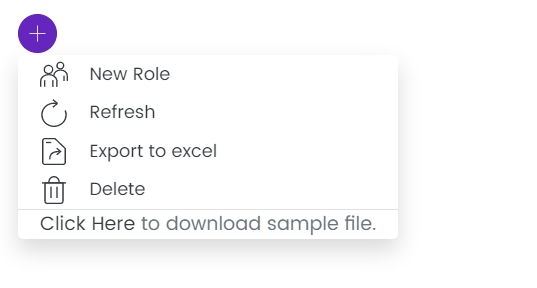 New Role
Refresh
Export to excel
Delete
Click Here to download sample file.